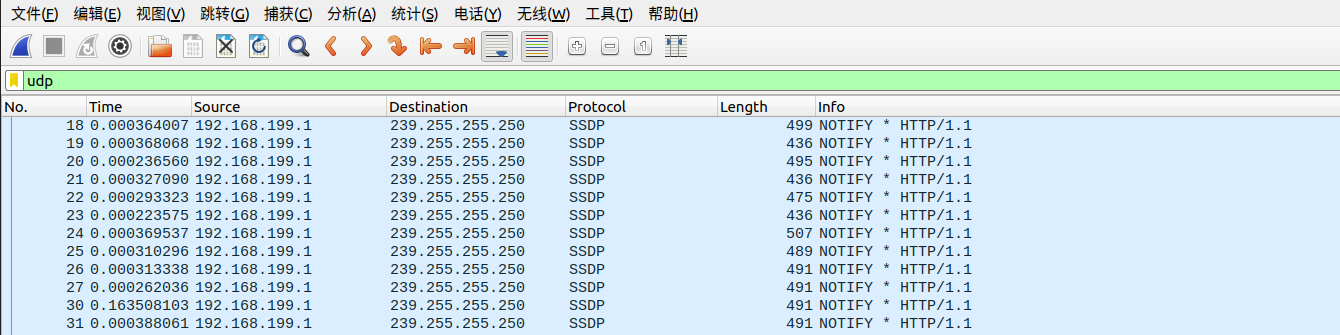 文件(F) 编辑(E) 视图(V) 跳转(G) 捕获(C) 分析(A) 统计(S) 电话(Y) 无线(W) 工具(T) 帮助(H)
udp
No. Time Source Destination Protocol Length Info
18 0.000364007 192.168.199.1 239.255.255.250 SSDP 499 NOTIFY * HTTP/1.1
19 0.000368068 192.168.199.1 239.255.255.250 SSDP 436 NOTIFY * HTTP/1.1
20 0.000236560 192.168.199.1 239.255.255.250 SSDP 495 NOTIFY * HTTP/1.1
21 0.000327090 192.168.199.1 239.255.255.250 SSDP 436 NOTIFY * HTTP/1.1
22 0.000293323 192.168.199.1 239.255.255.250 SSDP 475 NOTIFY * HTTP/1.1
23 0.000223575 192.168.199.1 239.255.255.250 SSDP 436 NOTIFY * HTTP/1.1
24 0.000369537 192.168.199.1 239.255.255.250 SSDP 507 NOTIFY * HTTP/1.1
25 0.000310296 192.168.199.1 239.255.255.250 SSDP 489 NOTIFY * HTTP/1.1
26 0.000313338 192.168.199.1 239.255.255.250 SSDP 491 NOTIFY * HTTP/1.1
27 0.000262036 192.168.199.1 239.255.255.250 SSDP 491 NOTIFY * HTTP/1.1
30 0.163508103 192.168.199.1 239.255.255.250 SSDP 491 NOTIFY * HTTP/1.1
31 0.000388061 192.168.199.1 239.255.255.250 SSDP 491 NOTIFY * HTTP/1.1